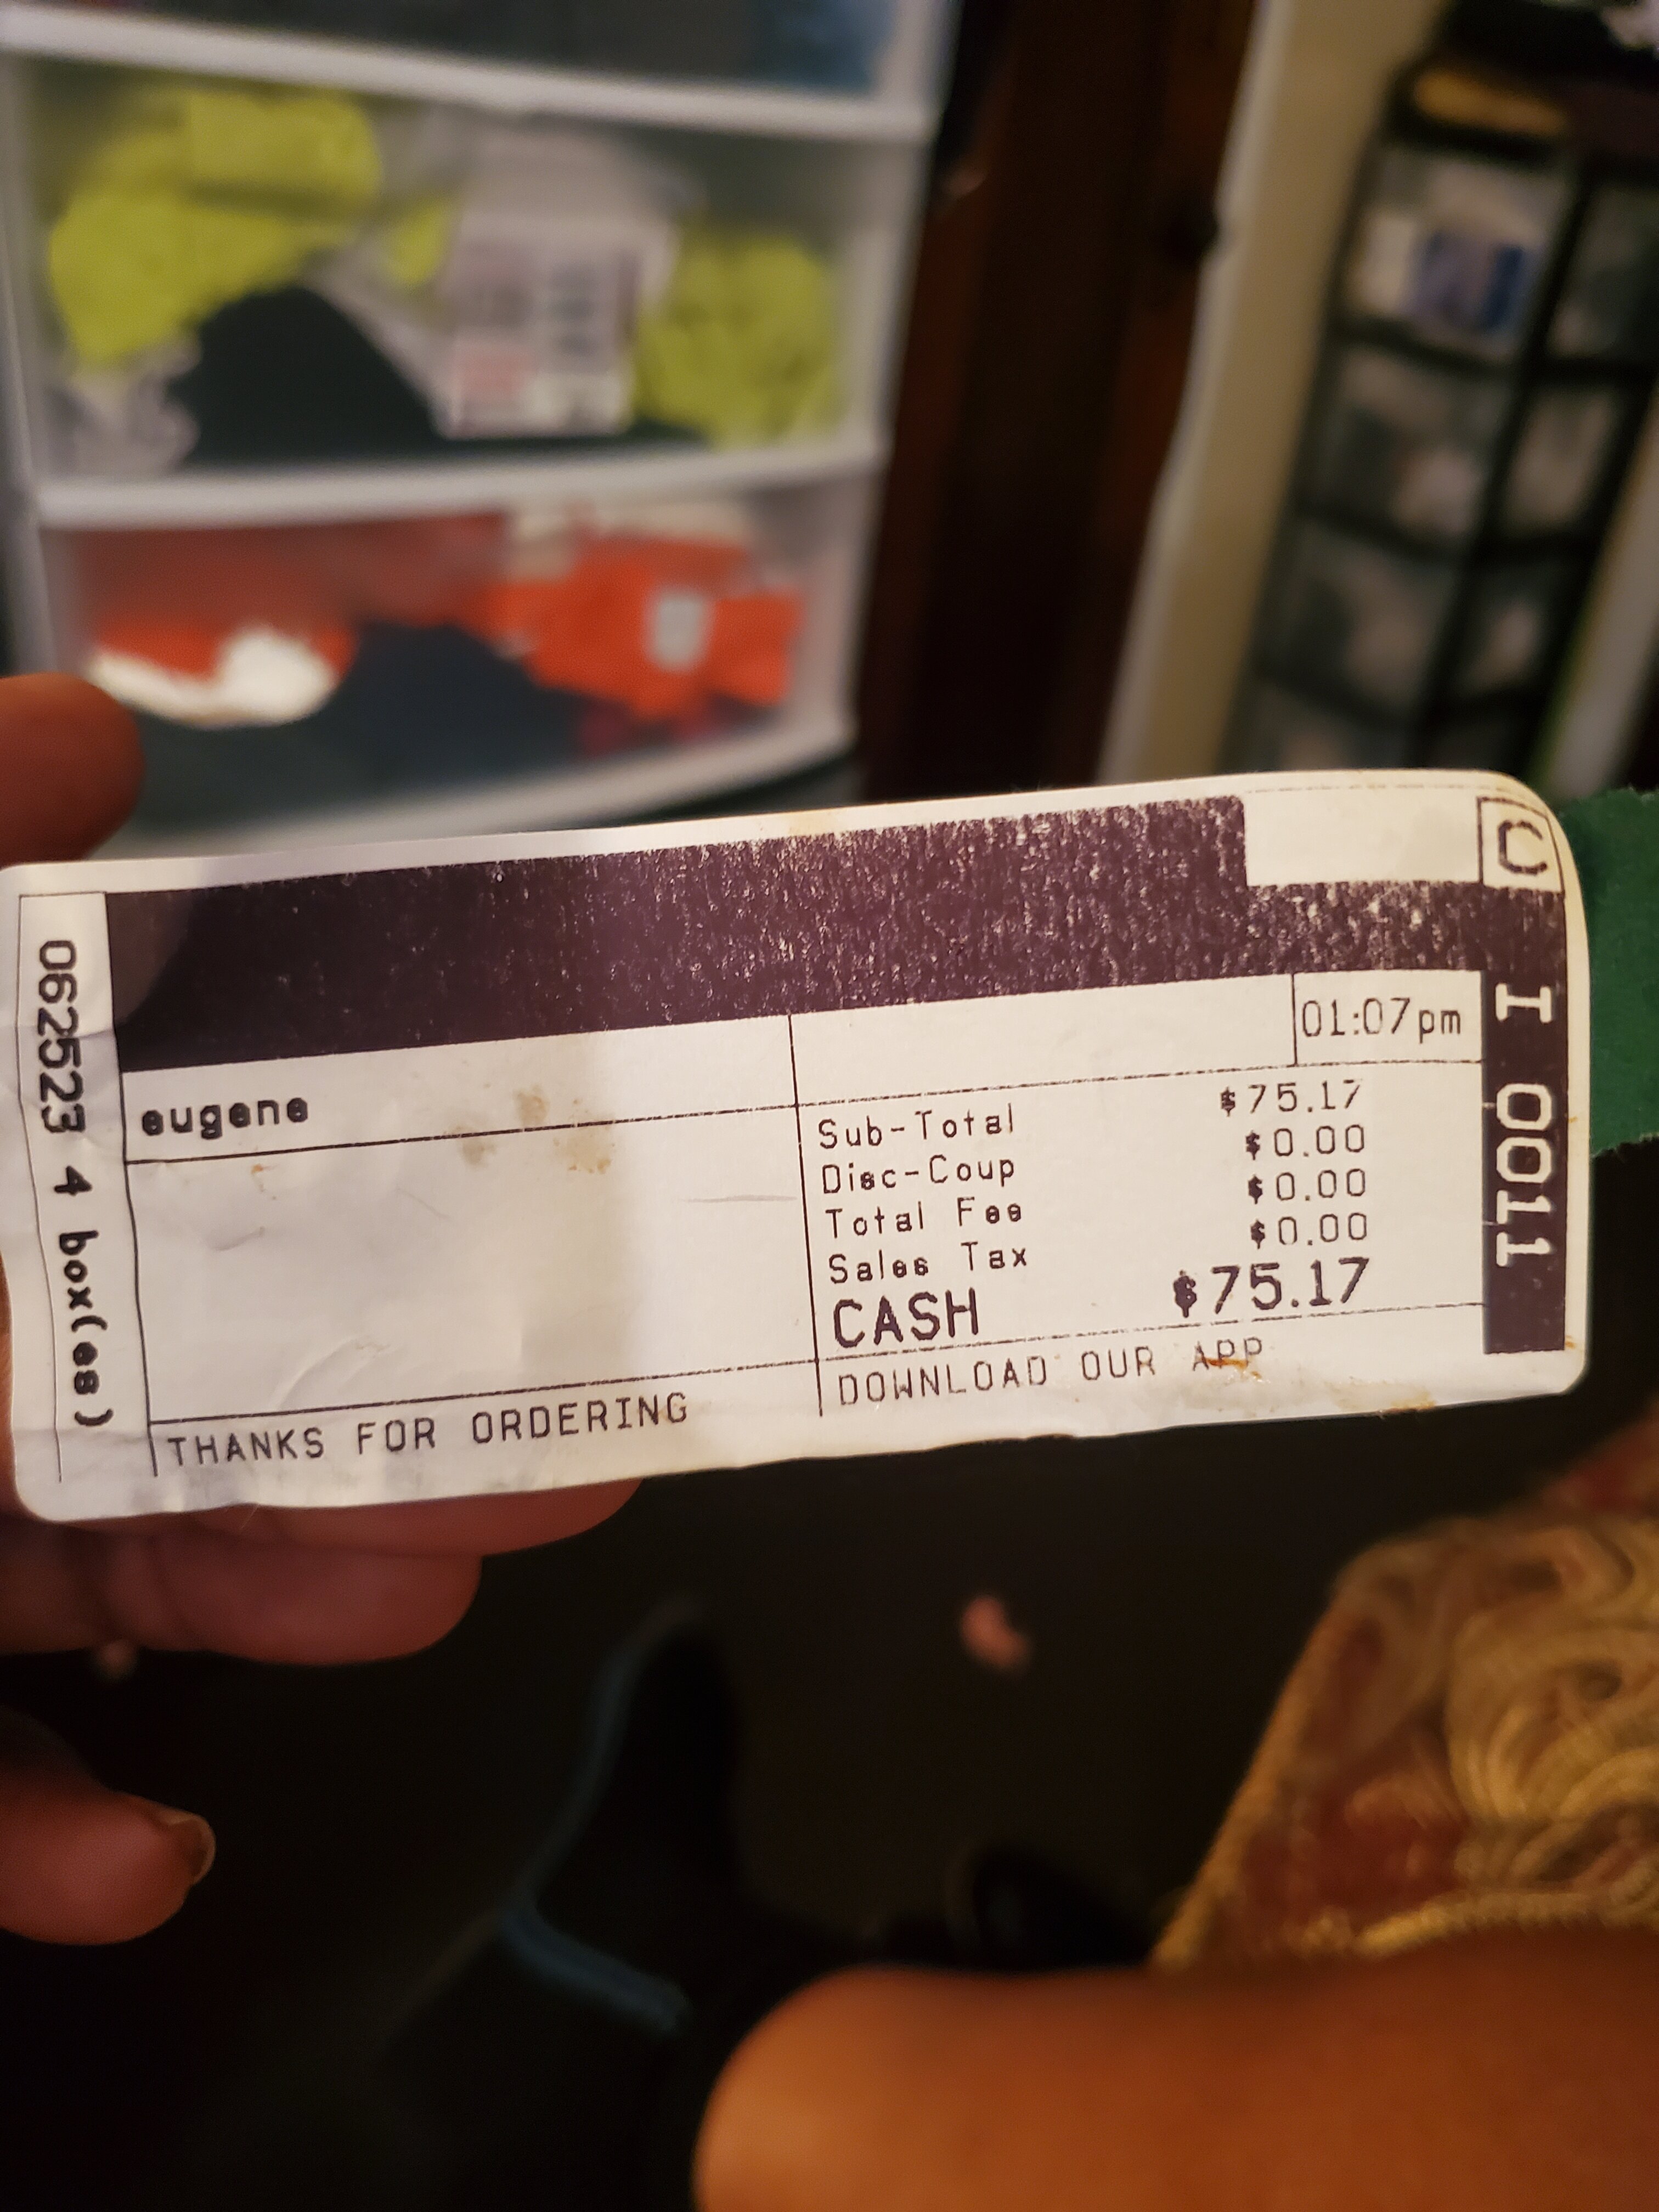 C
I 0011
01:07pm
eugene
Sub-Total $75.17
Disc-Coup $0.00
Total Fee $0.00
Sales Tax $0.00
CASH $75.17
THANKS FOR ORDERING
DOWNLOAD OUR APP
062523 4 box(es)